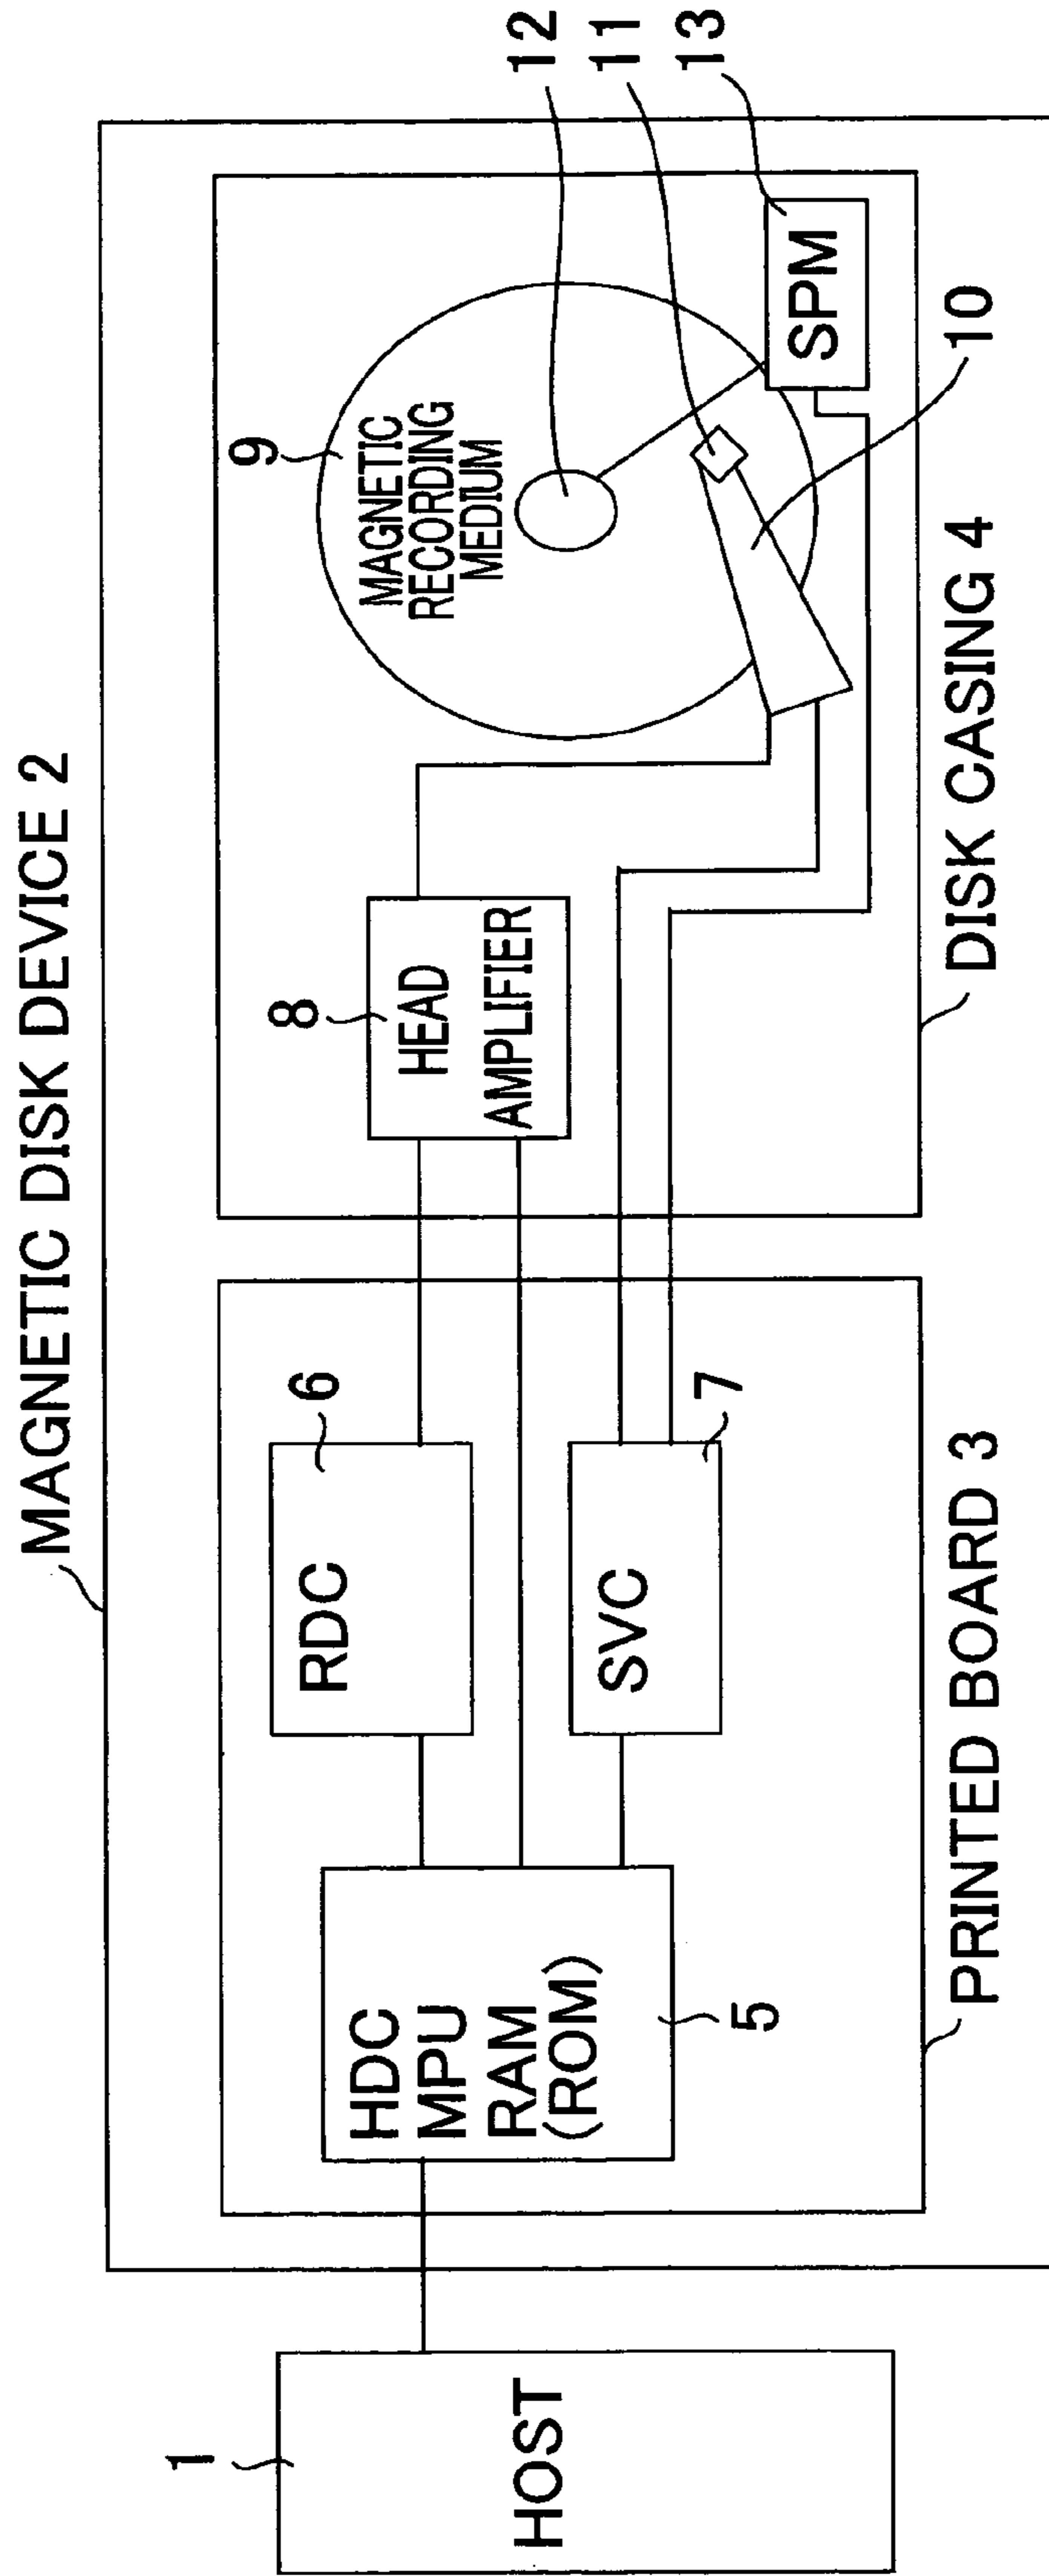 MAGNETIC DISK DEVICE 2
1
HOST
HDC
MPU
RAM
(ROM)
5
RDC
6
SVC
7
PRINTED BOARD 3
8
HEAD
AMPLIFIER
9
MAGNETIC
RECORDING
MEDIUM
12
11
13
SPM
10
DISK CASING 4